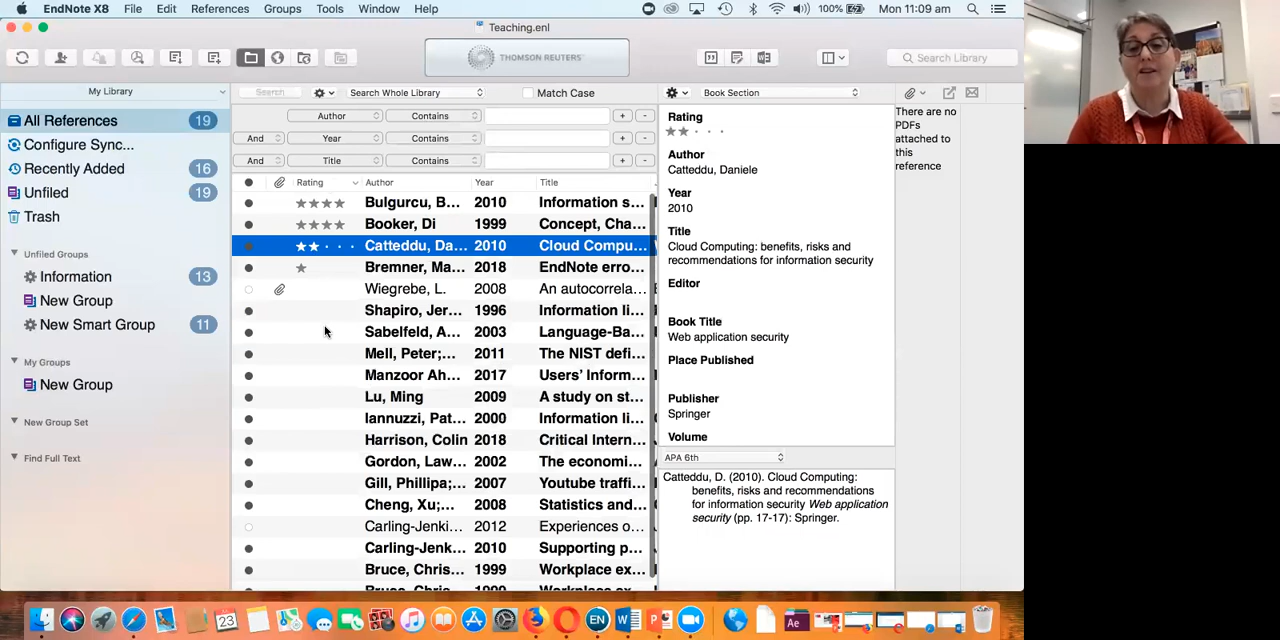 EndNote X8 File Edit References Groups Tools Window Help 100% Mon 11:09 am
Teaching.enl
THOMSON REUTERS
Search Library
My Library
All References 19
Configure Sync...
Recently Added 16
Unfiled 19
Trash
Unfiled Groups
Information 13
New Group
New Smart Group 11
My Groups
New Group
New Group Set
Find Full Text
Search Search Whole Library Match Case
Author Contains + -
And Year Contains + -
And Title Contains + -
Rating Author Year Title
Bulgurcu, B... 2010 Information s...
Booker, Di 1999 Concept, Cha...
Catteddu, Da... 2010 Cloud Compu...
Bremner, Ma... 2018 EndNote erro...
Wiegrebe, L. 2008 An autocorrela...
Shapiro, Jer... 1996 Information li...
Sabelfeld, A... 2003 Language-Ba...
Mell, Peter;... 2011 The NIST defi...
Manzoor Ah... 2017 Users' Inform...
Lu, Ming 2009 A study on st...
Iannuzzi, Pat... 2000 Information li...
Harrison, Colin 2018 Critical Intern...
Gordon, Law... 2002 The economi...
Gill, Phillipa;... 2007 Youtube traffi...
Cheng, Xu;... 2008 Statistics and...
Carling-Jenki... 2012 Experiences o...
Carling-Jenk... 2010 Supporting p...
Bruce, Chris... 1999 Workplace ex...
Book Section
Rating
Author
Catteddu, Daniele
Year
2010
Title
Cloud Computing: benefits, risks and
recommendations for information security
Editor
Book Title
Web application security
Place Published
Publisher
Springer
Volume
APA 6th
Catteddu, D. (2010). Cloud Computing:
benefits, risks and recommendations
for information security Web application
security (pp. 17-17): Springer.
There are no
PDFs
attached to
this
reference
23
EN
W
P
Ae